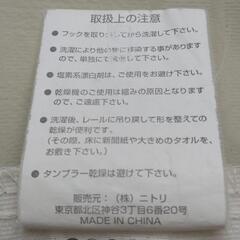 取扱上の注意
● フックを取り　してから洗濯して下さい。
● 洗濯により他の物に移染する事があります
ので、単独にて洗濯して下さい。
● 塩素系漂白剤は、ご使用をお避け下さい。
● 乾燥機のご使用は縮みの原因となりますの
で、ご遠慮下さい。
● 洗濯後、レールに吊り戻して形を整えての
乾燥が便利です。
(その際、床に新聞紙や大きめのタオルを、
お敷き下さい。)
● タンブラー乾燥は避けて下さい。
販売元：(株) ニトリ
東京都北区神谷3丁目6番20号
MADE IN CHINA